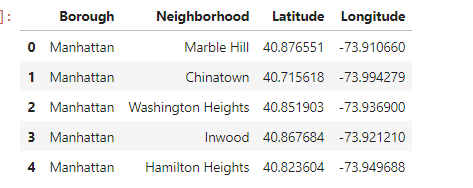 ]:
Borough Neighborhood Latitude Longitude
0 Manhattan Marble Hill 40.876551 -73.910660
1 Manhattan Chinatown 40.715618 -73.994279
2 Manhattan Washington Heights 40.851903 -73.936900
3 Manhattan Inwood 40.867684 -73.921210
4 Manhattan Hamilton Heights 40.823604 -73.949688